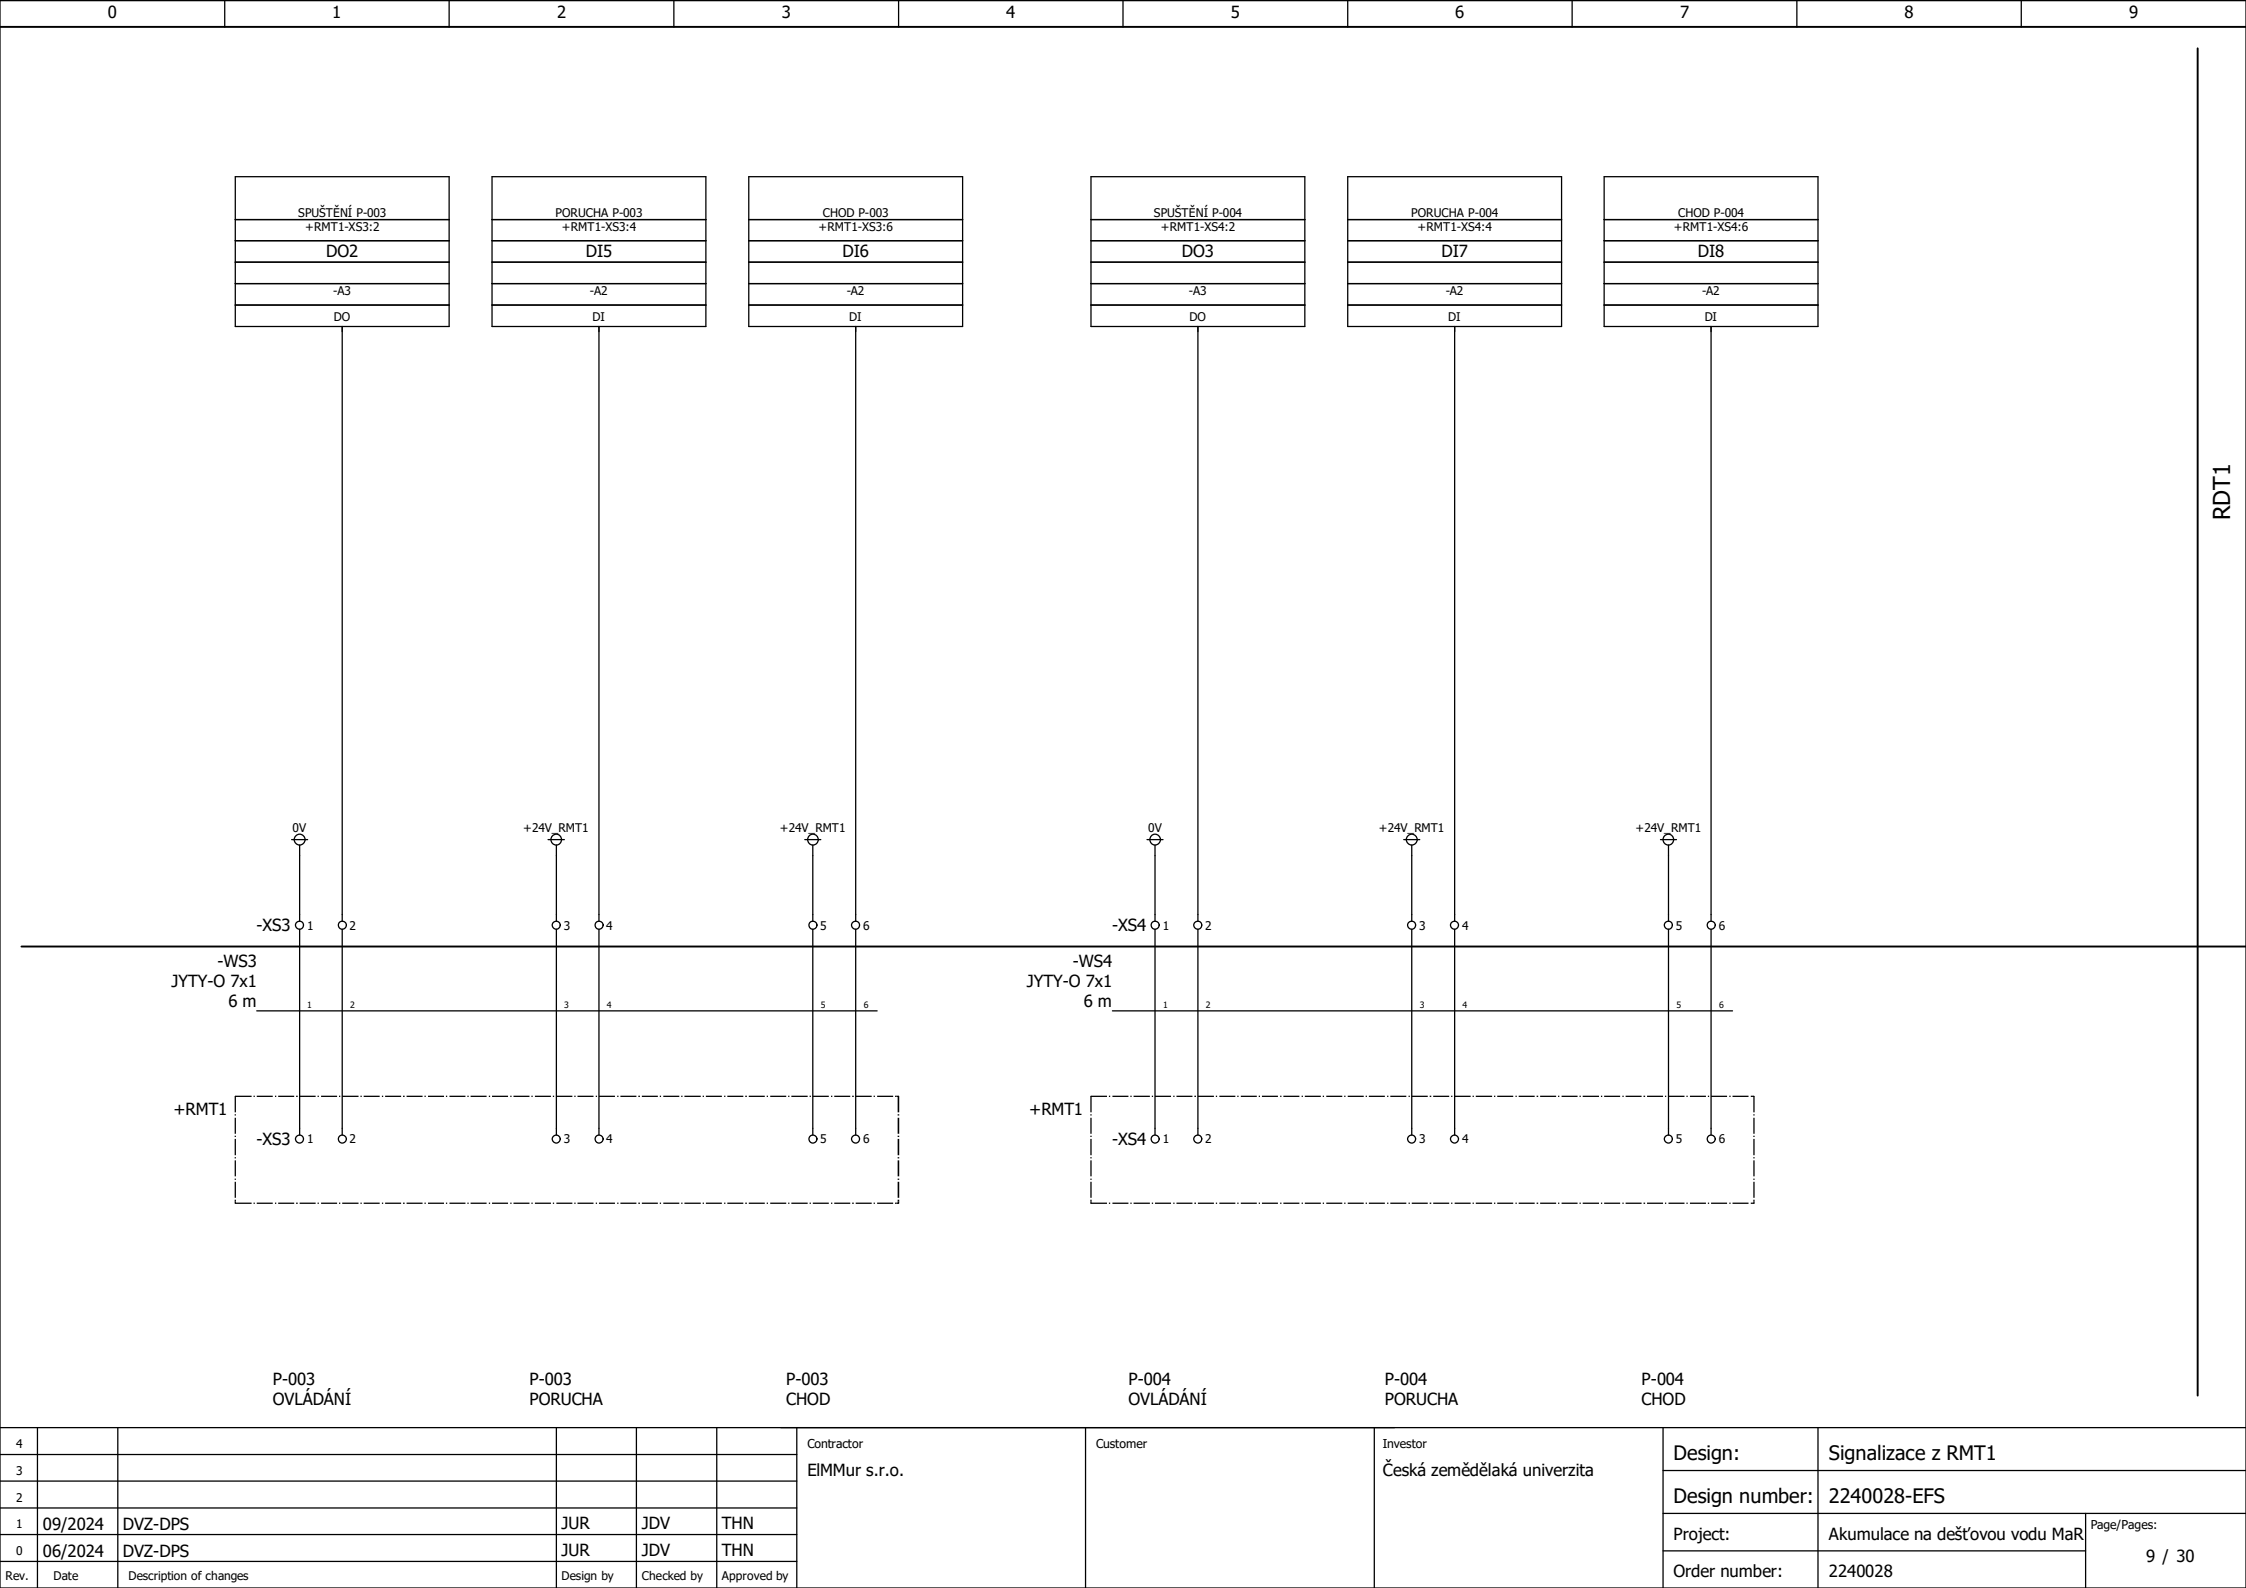 0 1 2 3 4 5 6 7 8 9
SPUŠTĚNÍ P-003
+RMT1-XS3:2
DO2
-A3
DO
PORUCHA P-003
+RMT1-XS3:4
DI5
-A2
DI
CHOD P-003
+RMT1-XS3:6
DI6
-A2
DI
SPUŠTĚNÍ P-004
+RMT1-XS4:2
DO3
-A3
DO
PORUCHA P-004
+RMT1-XS4:4
DI7
-A2
DI
CHOD P-004
+RMT1-XS4:6
DI8
-A2
DI
RDT1
0V +24V_RMT1 +24V_RMT1 0V +24V_RMT1 +24V_RMT1
-XS3 1 2 3 4 5 6 -XS4 1 2 3 4 5 6
-WS3
JYTY-O 7x1
6 m 1 2 3 4 5 6
-WS4
JYTY-O 7x1
6 m 1 2 3 4 5 6
+RMT1
-XS3 1 2 3 4 5 6
+RMT1
-XS4 1 2 3 4 5 6
P-003
OVLÁDÁNÍ
P-003
PORUCHA
P-003
CHOD
P-004
OVLÁDÁNÍ
P-004
PORUCHA
P-004
CHOD
4
3
2
1 09/2024 DVZ-DPS JUR JDV THN
0 06/2024 DVZ-DPS JUR JDV THN
Rev. Date Description of changes Design by Checked by Approved by
Contractor
ElMMur s.r.o.
Customer
Investor
Česká zemědělaká univerzita
Design: Signalizace z RMT1
Design number: 2240028-EFS
Project: Akumulace na dešťovou vodu MaR
Order number: 2240028
Page/Pages:
9 / 30